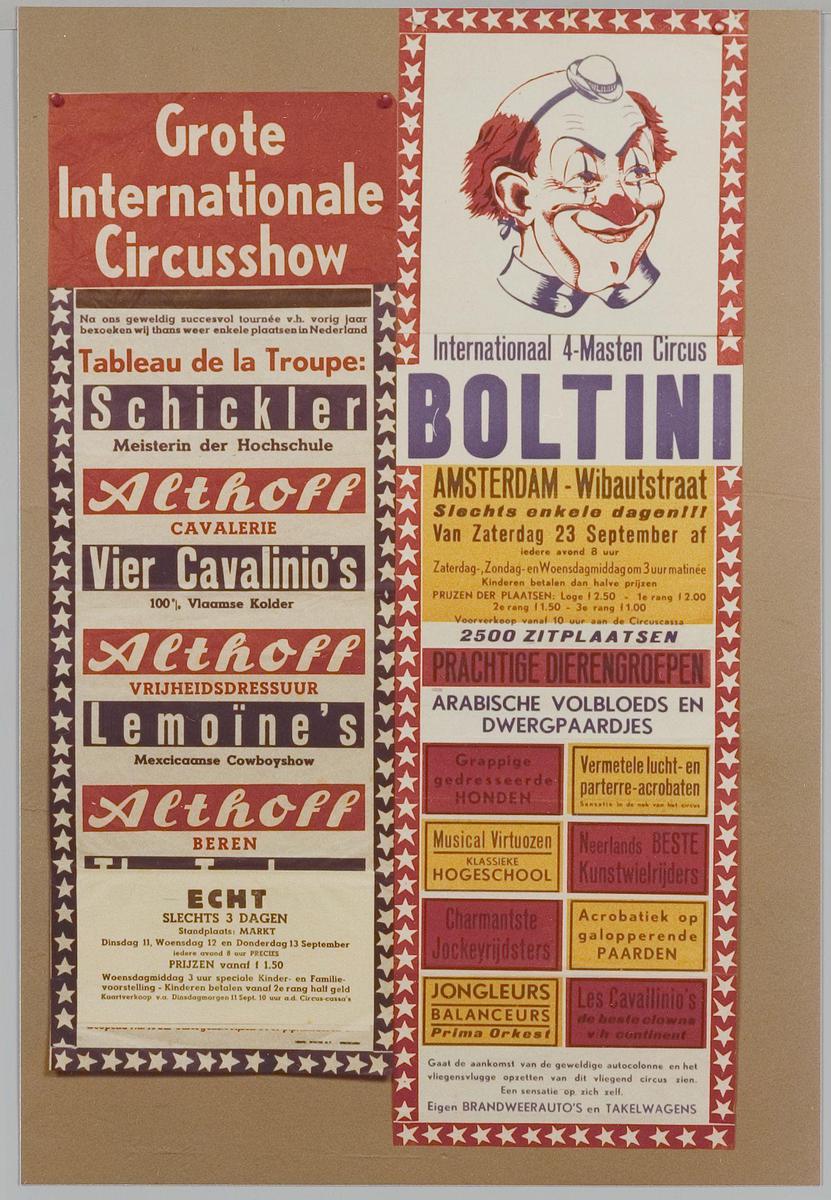 Grote
Internationale
Circusshow
Na ons geweldig succesvol tournée v.h. vorig jaar
bezoeken wij thans weer enkele plaatsen in Nederland
Tableau de la Troupe:
Schickler
Meisterin der Hochschule
Althoff
CAVALERIE
Vier Cavalinio's
100% Vlaamse Kolder
Althoff
VRIJHEIDSDRESSUUR
Lemoïne's
Mexcicaanse Cowboyshow
Althoff
BEREN
ECHT
SLECHTS 3 DAGEN
Standplaats: MARKT
Dinsdag 11, Woensdag 12 en Donderdag 13 September
iedere avond 8 uur PRECIES
PRIJZEN vanaf f 1.50
Woensdagmiddag 3 uur speciale Kinder- en Familie-
voorstelling - Kinderen betalen vanaf 2e rang half geld
Kaartverkoop v.a. Dinsdagmorgen 11 Sept. 10 uur a.d. Circus-cassa's
Internationaal 4-Masten Circus
BOLTINI
AMSTERDAM - Wibautstraat
Slechts enkele dagen!!!
Van Zaterdag 23 September af
iedere avond 8 uur
Zaterdag-, Zondag- en Woensdagmiddag om 3 uur matinée
Kinderen betalen dan halve prijzen
PRIJZEN DER PLAATSEN: Loge f 2.50 - 1e rang f 2.00
2e rang f 1.50 - 3e rang f 1.00
Voorverkoop vanaf 10 uur aan de Circuscassa
2500 ZITPLAATSEN
PRACHTIGE DIERENGROEPEN
ARABISCHE VOLBLOEDS EN
DWERGPAARDJES
Grappige
gedresseerde
HONDEN
Vermetele lucht- en
parterre-acrobaten
Sensatie in de nok van het circus
Musical Virtuozen
KLASSIEKE
HOGESCHOOL
Neerlands BESTE
Kunstwielrijders
Charmantste
Jockeyrijdsters
Acrobatiek op
galopperende
PAARDEN
JONGLEURS
BALANCEURS
Prima Orkest
Les Cavallinio's
de beste clowns
v/h continent
Gaat de aankomst van de geweldige autocolonne en het
vliegensvlugge opzetten van dit vliegend circus zien.
Een sensatie op zich zelf.
Eigen BRANDWEERAUTO'S en TAKELWAGENS